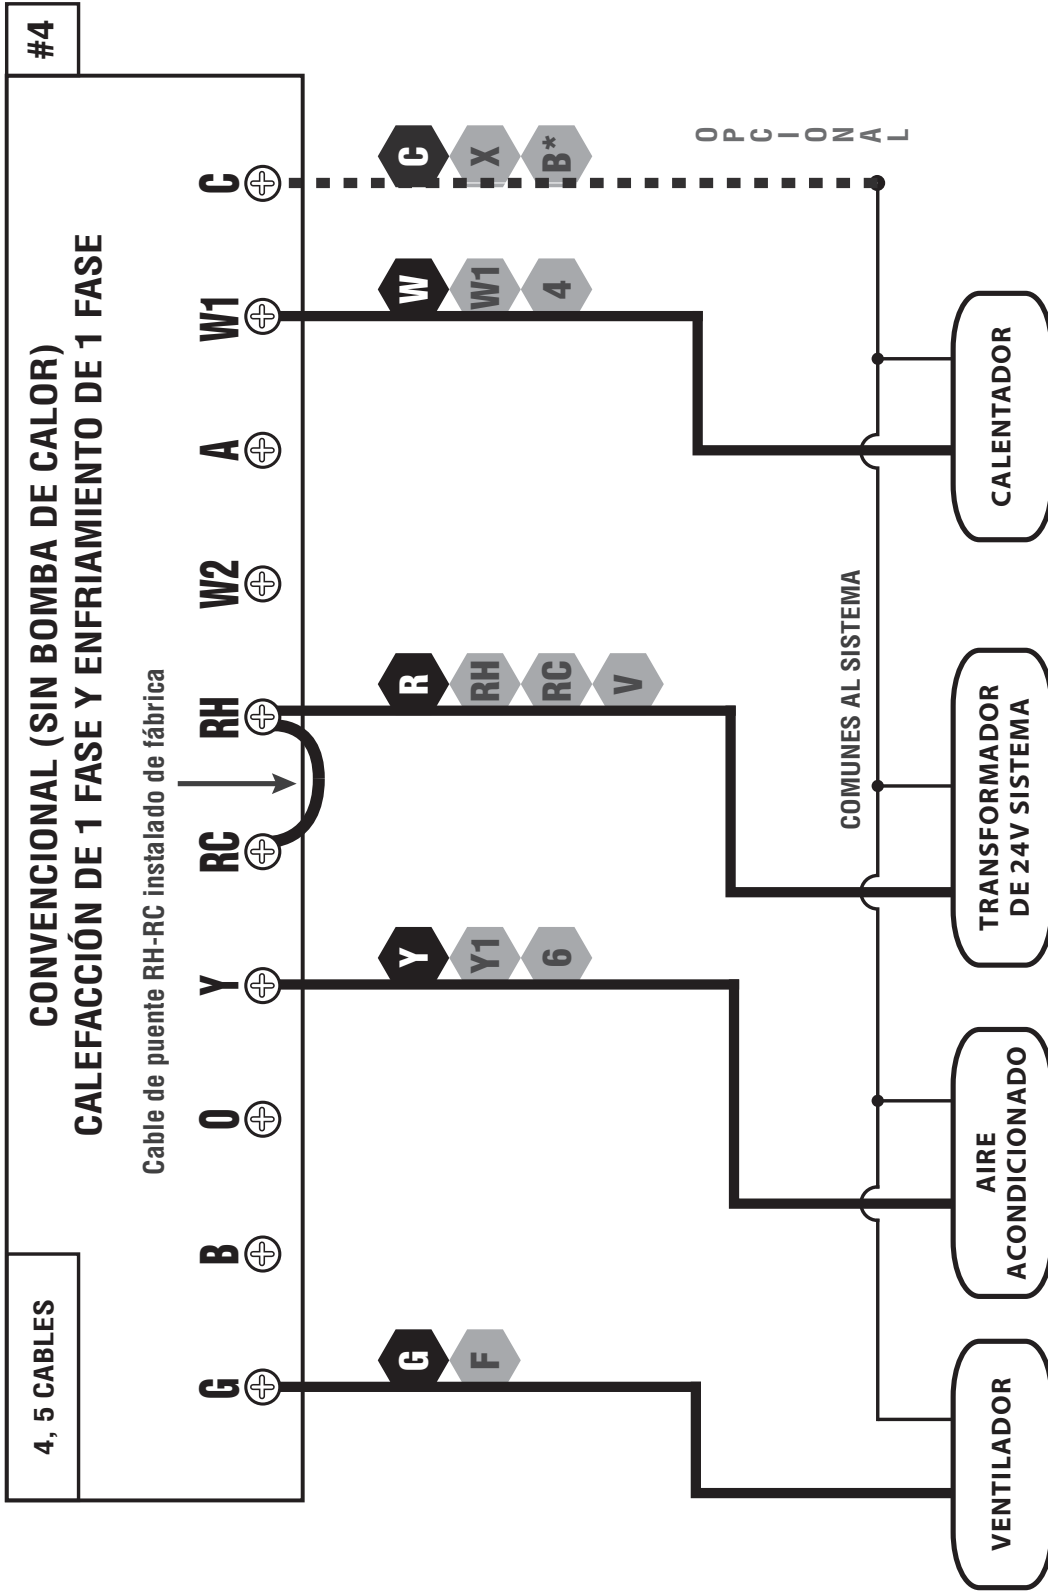 4, 5 CABLES
#4
CONVENCIONAL (SIN BOMBA DE CALOR)
CALEFACCIÓN DE 1 FASE Y ENFRIAMIENTO DE 1 FASE
Cable de puente RH-RC instalado de fábrica
G B O Y RC RH W2 A W1 C
G Y R W C
F Y1 RH W1 X
6 RC 4 B*
V
OPCIONAL
COMUNES AL SISTEMA
VENTILADOR
AIRE
ACONDICIONADO
TRANSFORMADOR
DE 24V SISTEMA
CALENTADOR